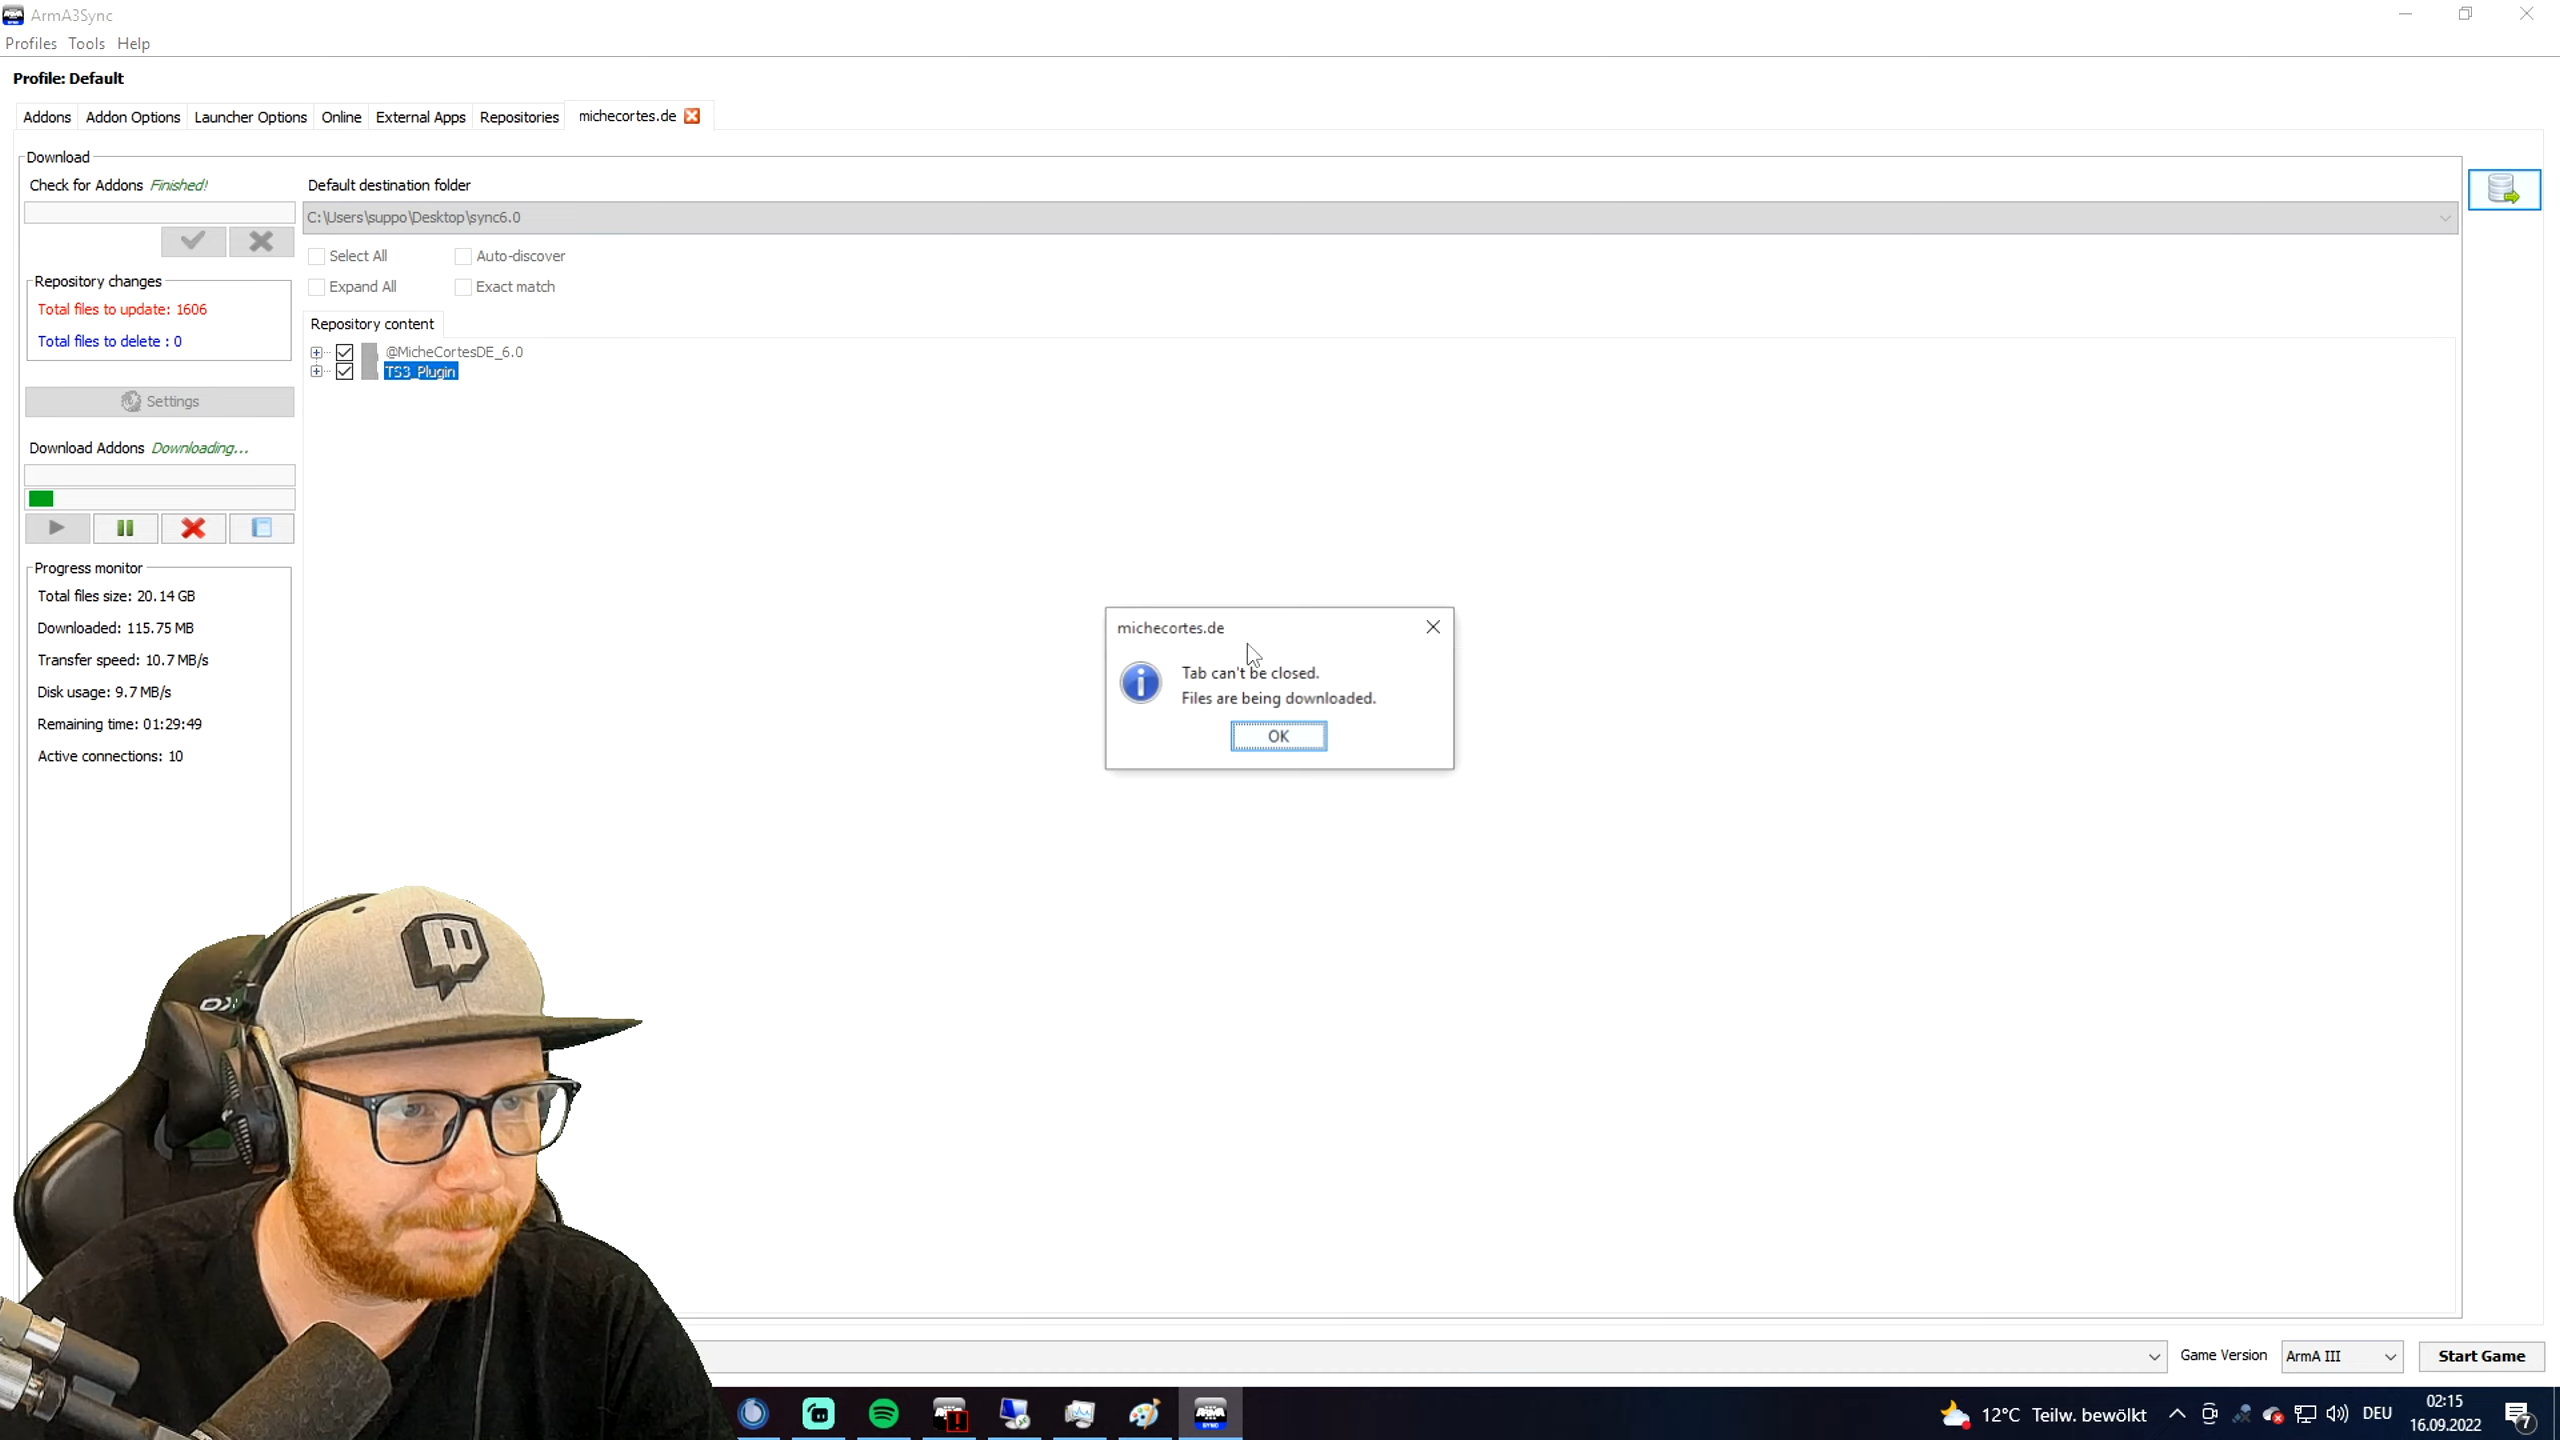 ArmA3Sync
Profiles Tools Help
Profile: Default
Addons Addon Options Launcher Options Online External Apps Repositories michecortes.de
Download
Check for Addons Finished!
Default destination folder
C:\Users\suppo\Desktop\sync6.0
Select All Auto-discover
Expand All Exact match
Repository changes
Total files to update: 1606
Total files to delete : 0
Repository content
@MicheCortesDE_6.0
TS3_Plugin
Settings
Download Addons Downloading...
Progress monitor
Total files size: 20.14 GB
Downloaded: 115.75 MB
Transfer speed: 10.7 MB/s
Disk usage: 9.7 MB/s
Remaining time: 01:29:49
Active connections: 10
michecortes.de
Tab can't be closed.
Files are being downloaded.
OK
Game Version ArmA III Start Game
12°C Teilw. bewölkt DEU
02:15
16.09.2022
7